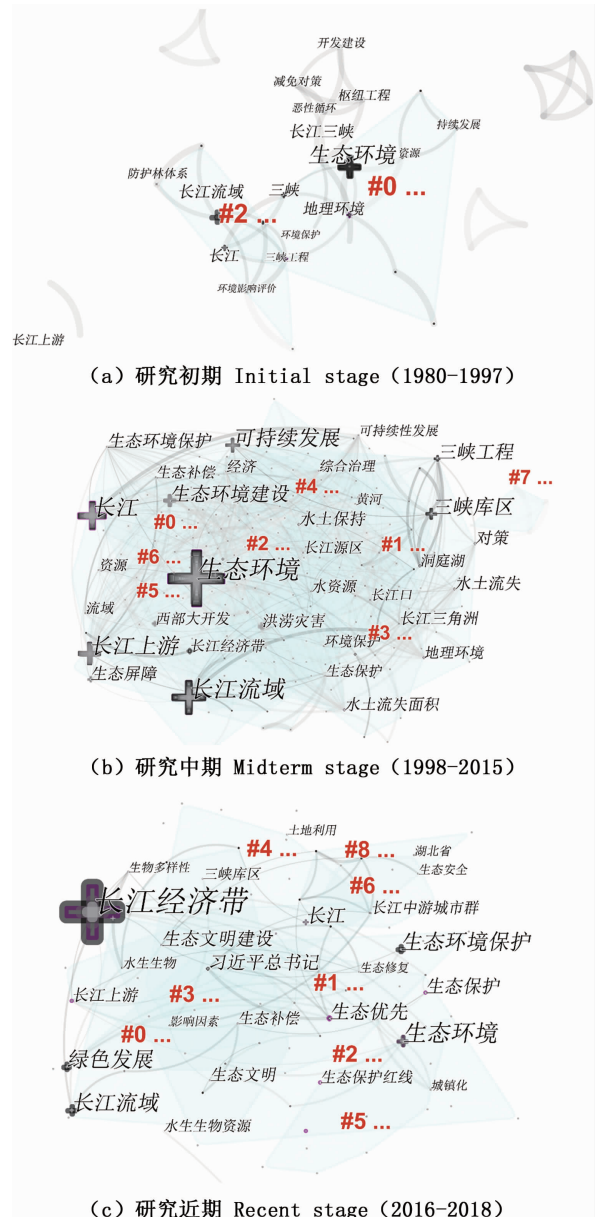 开发建设
减免对策
枢纽工程
恶性循环
长江三峡
持续发展
生态环境
资源
防护林体系
#0 ...
长江流域
三峡
#2 ...
地理环境
环境保护
长江
三峡工程
环境影响评价
长江上游
(a) 研究初期 Initial stage (1980-1997)
生态环境保护
可持续发展
可持续性发展
三峡工程
生态补偿
经济
综合治理
#7 ...
生态环境建设
#4 ...
黄河
长江
三峡库区
#0 ...
水土保持
对策
#2 ...
长江源区
#1 ...
#6 ...
资源
生态环境
洞庭湖
#5 ...
水资源
长江口
水土流失
流域
西部大开发
洪涝灾害
长江三角洲
#3 ...
长江上游
长江经济带
环境保护
地理环境
生态屏障
生态保护
长江流域
水土流失面积
(b) 研究中期 Midterm stage (1998-2015)
土地利用
#4 ...
#8 ...
湖北省
生物多样性
三峡库区
生态安全
#6 ...
长江经济带
长江
长江中游城市群
生态文明建设
生态环境保护
水生生物
习近平总书记
生态修复
#1 ...
生态保护
长江上游
#3 ...
影响因素
生态补偿
生态优先
#0 ...
生态环境
#2 ...
绿色发展
生态文明
生态保护红线
城镇化
长江流域
水生生物资源
#5 ...
(c) 研究近期 Recent stage (2016-2018)